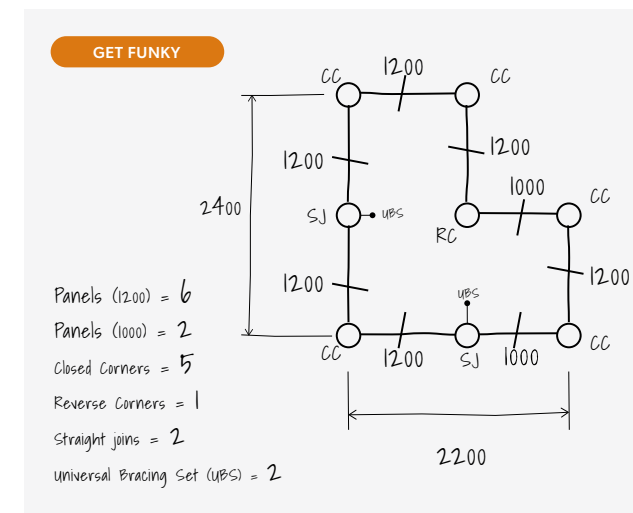 GET FUNKY
CC
1200
CC
1200
1200
2400
1000
CC
SJ
UBS
RC
1200
UBS
1200
CC
1200
SJ
1000
CC
2200
Panels (1200) = 6
Panels (1000) = 2
Closed Corners = 5
Reverse Corners = 1
Straight joins = 2
Universal Bracing Set (UBS) = 2